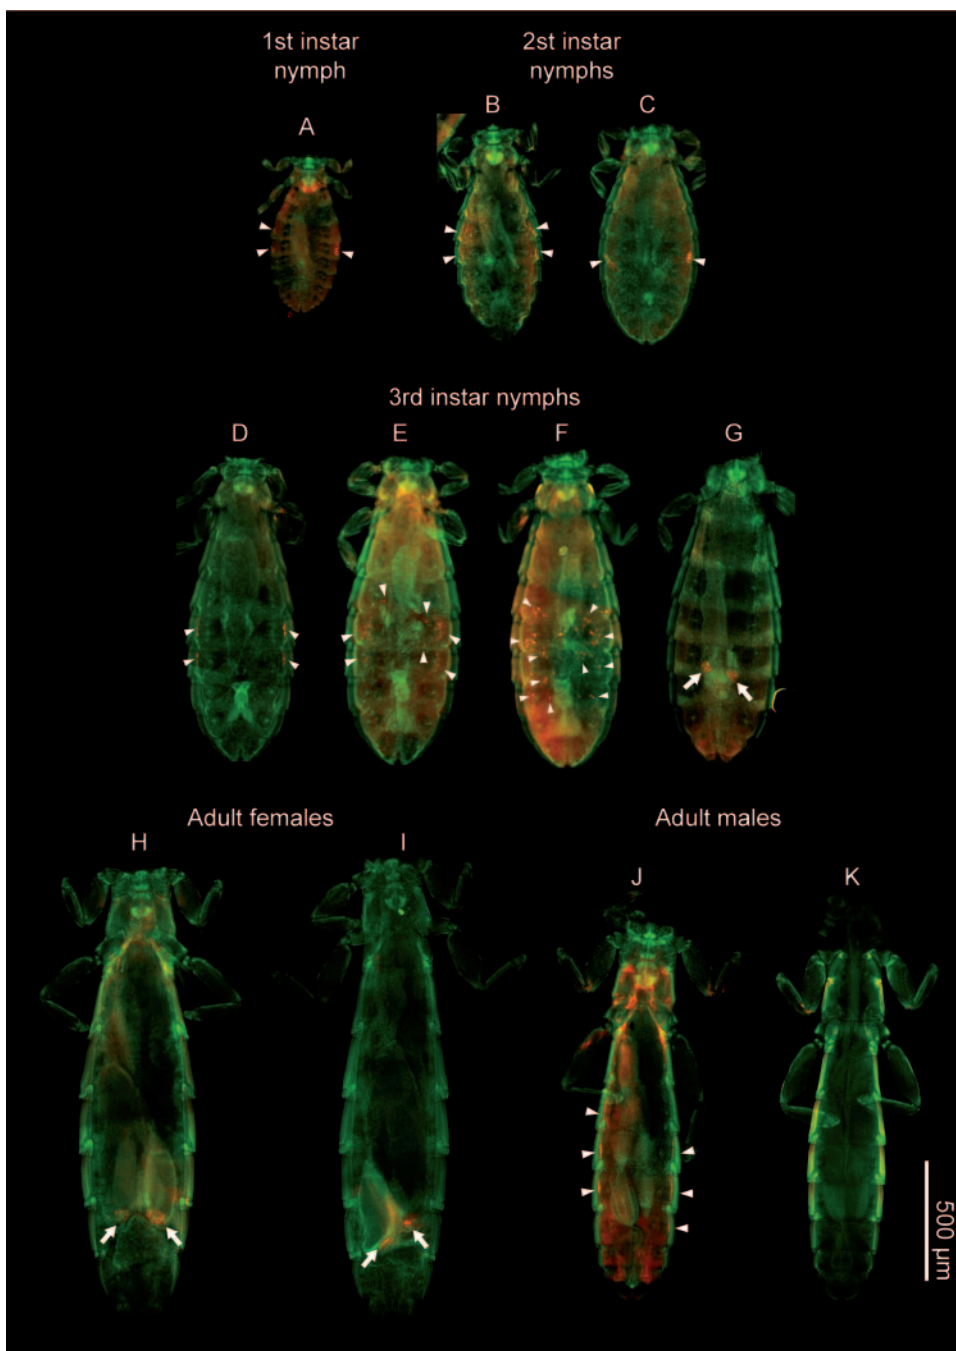 1st instar
nymph
2st instar
nymphs
A
B
C
3rd instar nymphs
D
E
F
G
Adult females
Adult males
H
I
J
K
500 µm